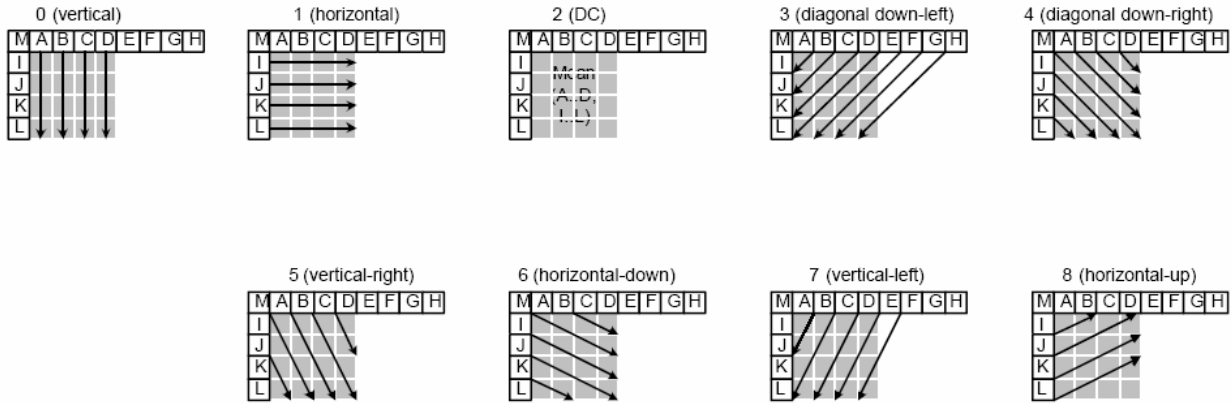 0 (vertical)
M A B C D E F G H
I
J
K
L
1 (horizontal)
M A B C D E F G H
I
J
K
L
2 (DC)
M A B C D E F G H
I
J
K
L
Mean
(A..D,
I..L)
3 (diagonal down-left)
M A B C D E F G H
I
J
K
L
4 (diagonal down-right)
M A B C D E F G H
I
J
K
L
5 (vertical-right)
M A B C D E F G H
I
J
K
L
6 (horizontal-down)
M A B C D E F G H
I
J
K
L
7 (vertical-left)
M A B C D E F G H
I
J
K
L
8 (horizontal-up)
M A B C D E F G H
I
J
K
L